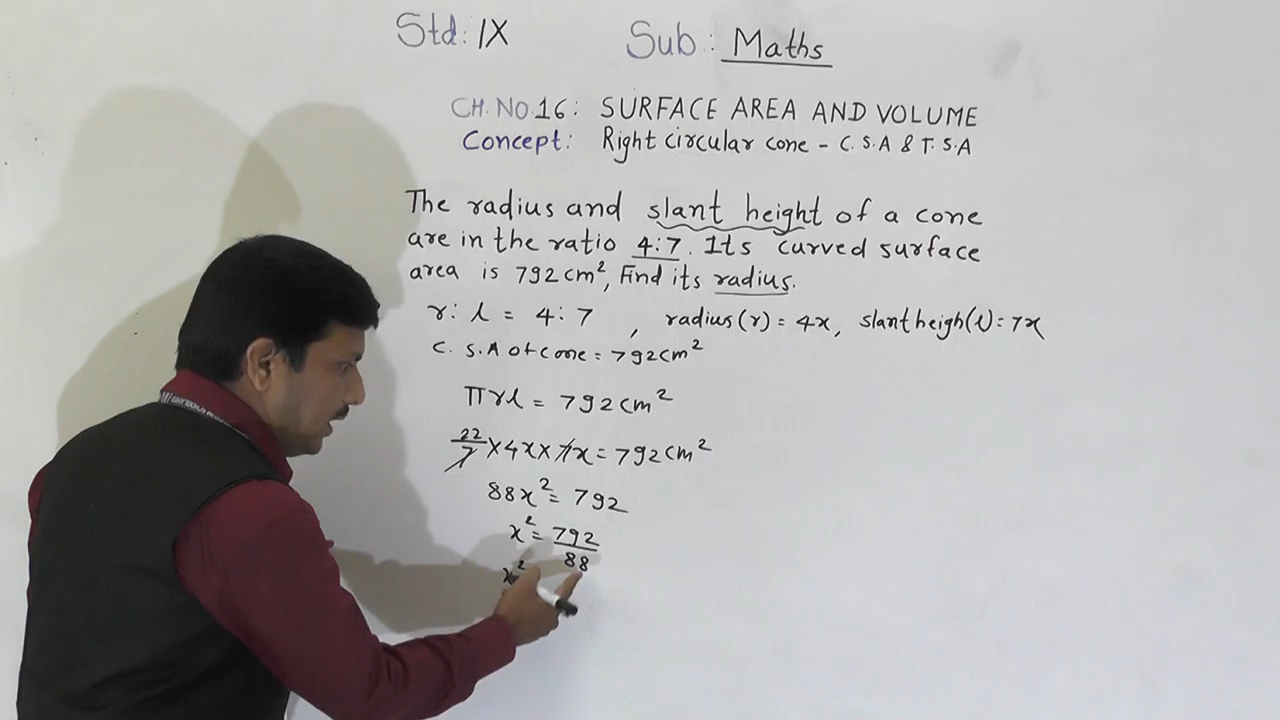 Std: IX Sub: Maths
CH. NO. 16: SURFACE AREA AND VOLUME
Concept: Right circular cone - C.S.A & T.S.A
The radius and slant height of a cone
are in the ratio 4:7. Its curved surface
area is 792 cm², Find its radius.
r: l = 4:7, radius (r) = 4x, slant heigh(l) = 7x
C. S.A of cone = 792 cm²
πrl = 792 cm²
22/7 × 4x × 7x = 792 cm²
88x² = 792
x² = 792/88
x²